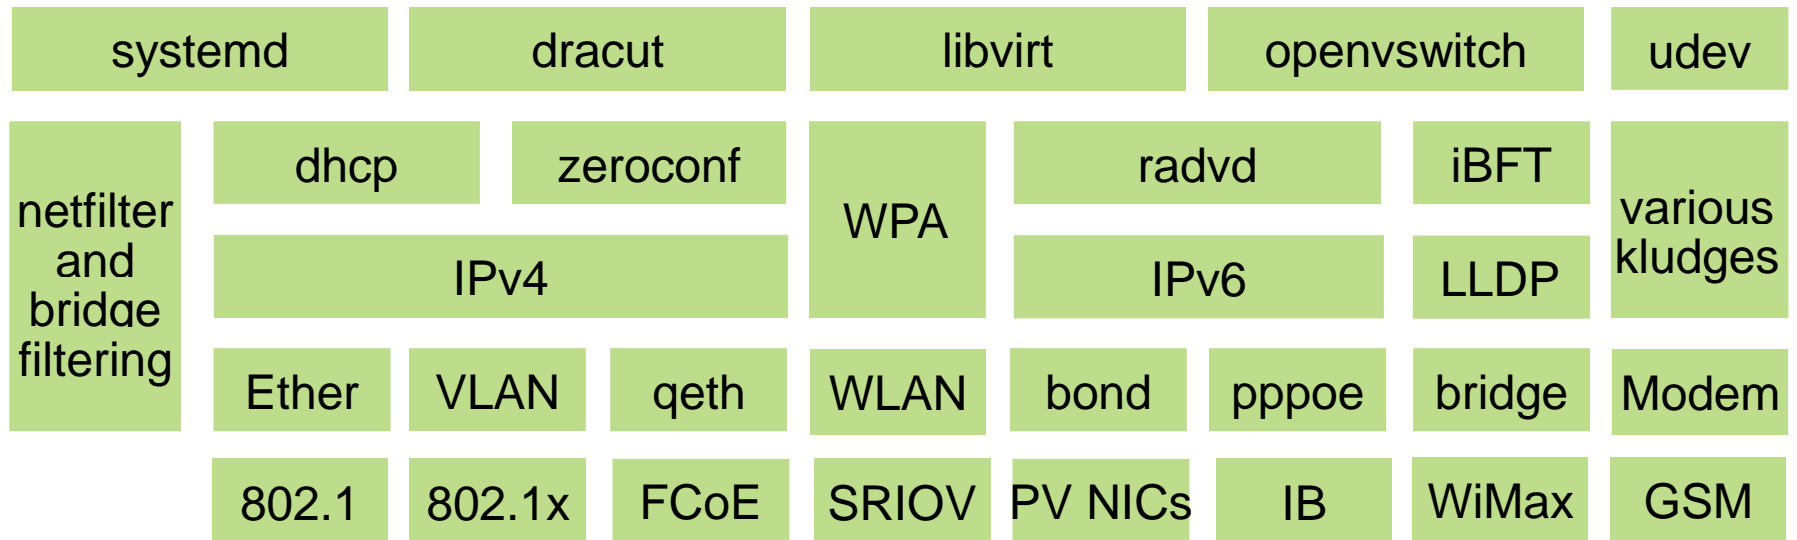 systemd
dracut
libvirt
openvswitch
udev
netfilter
and
bridge
filtering
dhcp
zeroconf
WPA
radvd
iBFT
various
kludges
IPv4
IPv6
LLDP
Ether
VLAN
qeth
WLAN
bond
pppoe
bridge
Modem
802.1
802.1x
FCoE
SRIOV
PV NICs
IB
WiMax
GSM